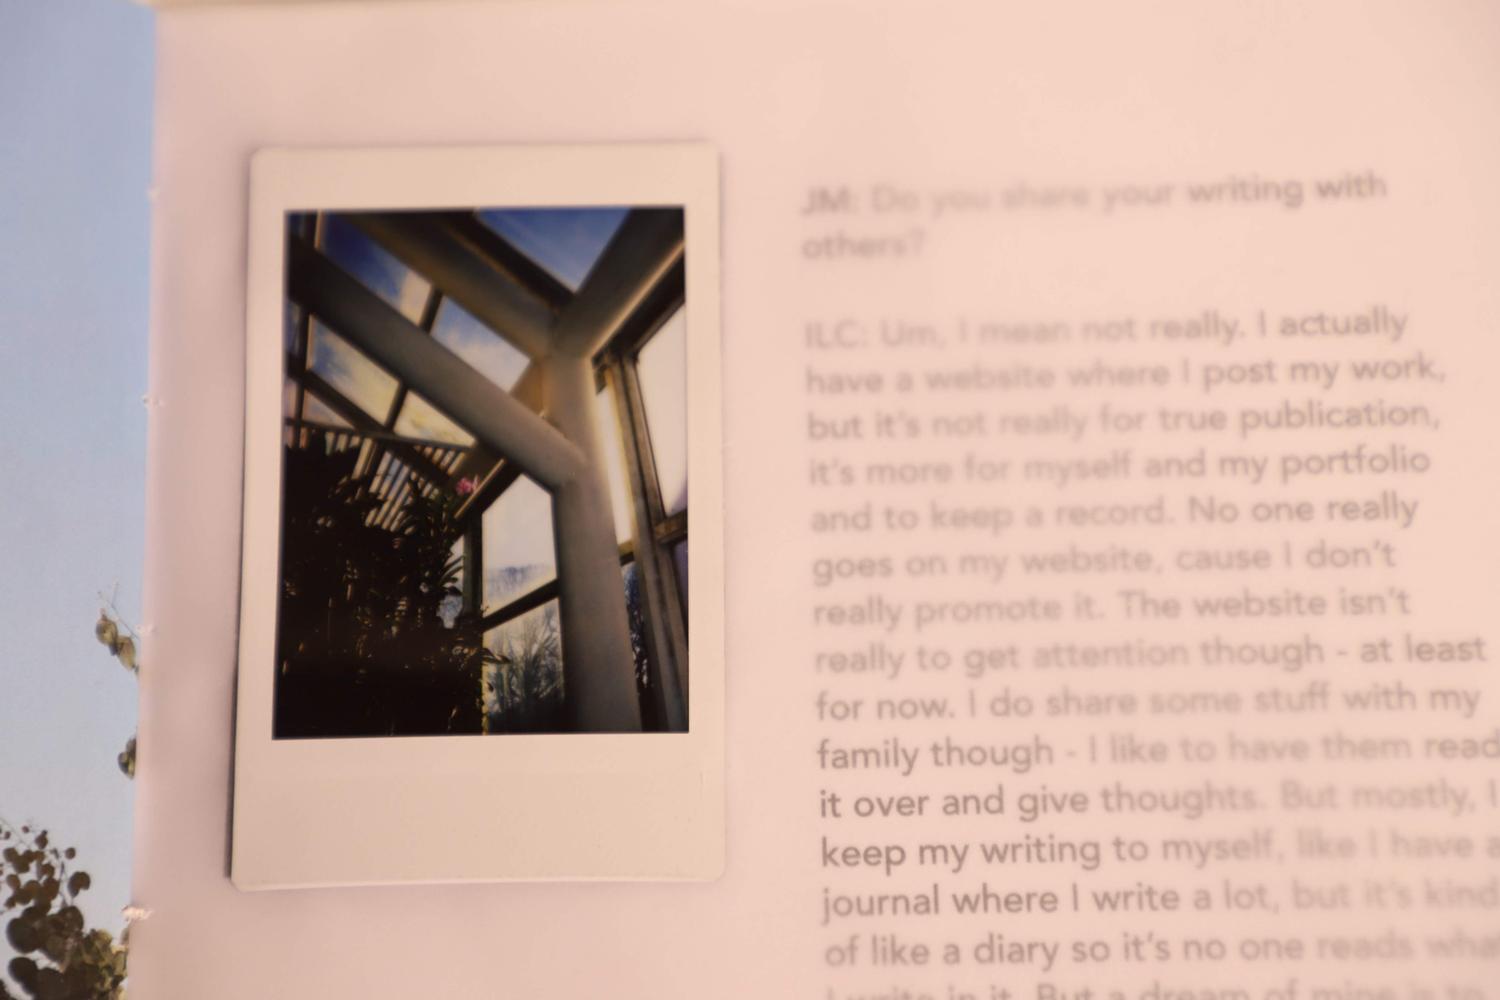 JM: Do you share your writing with
others?
ILC: Um, I mean not really. I actually
have a website where I post my work,
but it's not really for true publication,
it's more for myself and my portfolio
and to keep a record. No one really
goes on my website, cause I don't
really promote it. The website isn't
really to get attention though - at least
for now. I do share some stuff with my
family though - I like to have them read
it over and give thoughts. But mostly, I
keep my writing to myself, like I have a
journal where I write a lot, but it's kind
of like a diary so it's no one reads what
I write in it. But a dream of mine is to